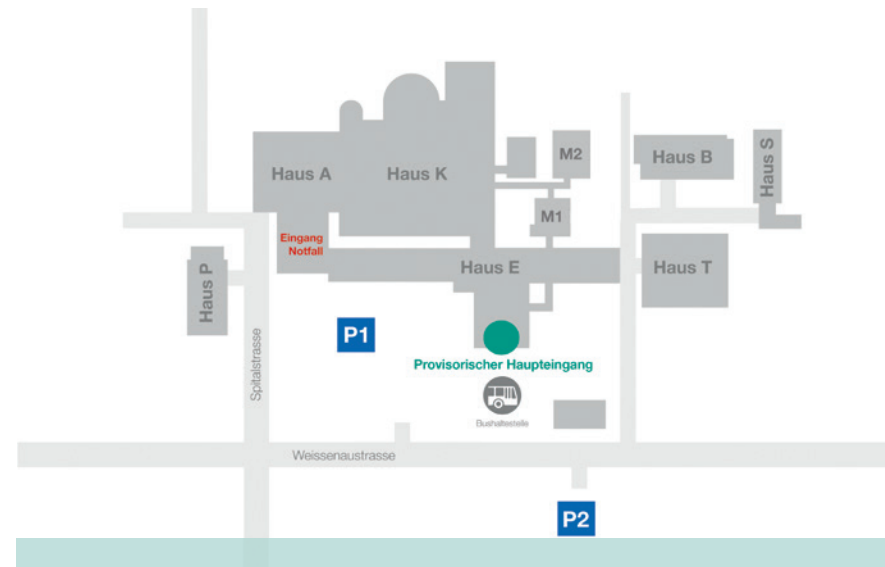 Haus A
Haus K
M2
Haus B
Haus S
M1
Eingang
Notfall
Haus P
Haus E
Haus T
P1
Spitalstrasse
Provisorischer Haupteingang
Bushaltestelle
Weissenaustrasse
P2